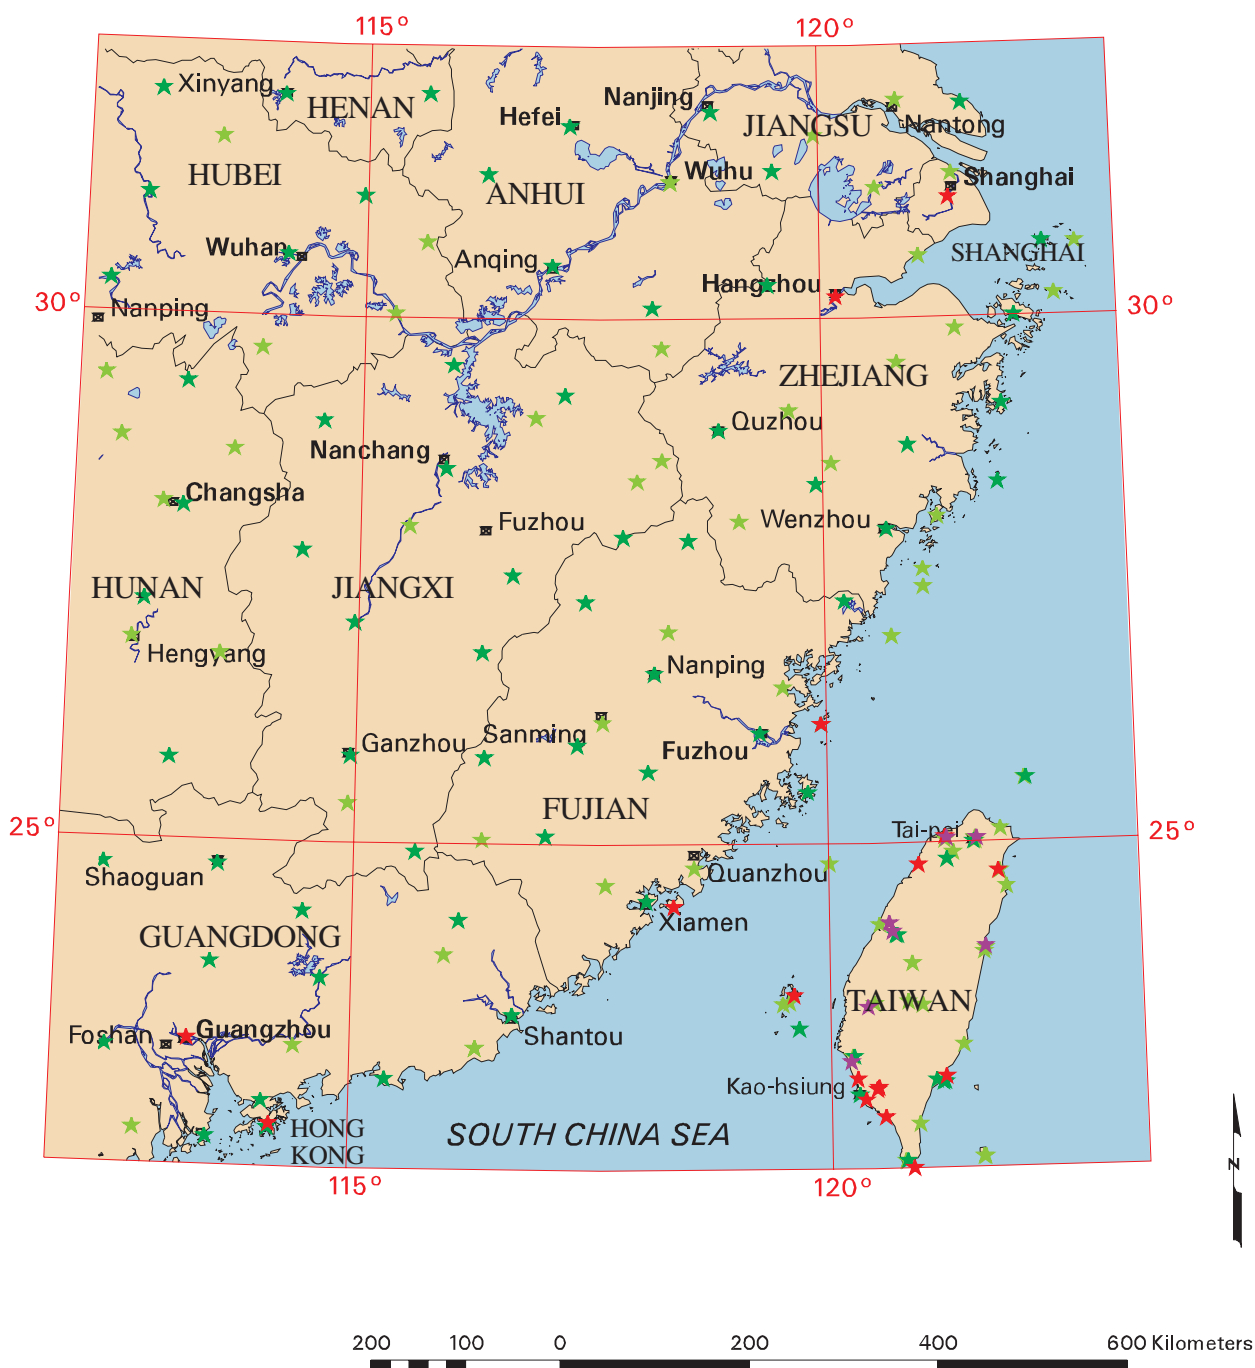 115° 120°
Xinyang
HENAN
Nanjing
Hefei
JIANGSU
Nantong
HUBEI
ANHUI
Wuhu
Shanghai
Wuhan
Anqing
SHANGHAI
Hangzhou
30° 30°
Nanping
ZHEJIANG
Quzhou
Nanchang
Changsha
Fuzhou
Wenzhou
HUNAN
JIANGXI
Hengyang
Nanping
Ganzhou
Sanming
Fuzhou
FUJIAN
25° 25°
Tai-pei
Shaoguan
Quanzhou
Xiamen
GUANGDONG
TAIWAN
Foshan
Guangzhou
Shantou
Kao-hsiung
HONG
KONG
SOUTH CHINA SEA
115° 120°
N
200 100 0 200 400 600 Kilometers